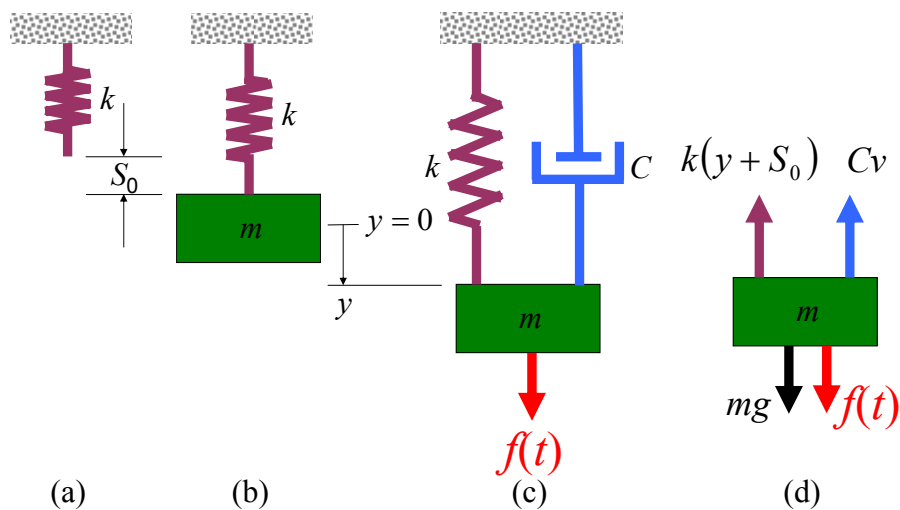 k
S₀
k
m
y = 0
y
k
C
m
f(t)
k(y + S₀)
Cv
m
mg
f(t)
(a)
(b)
(c)
(d)